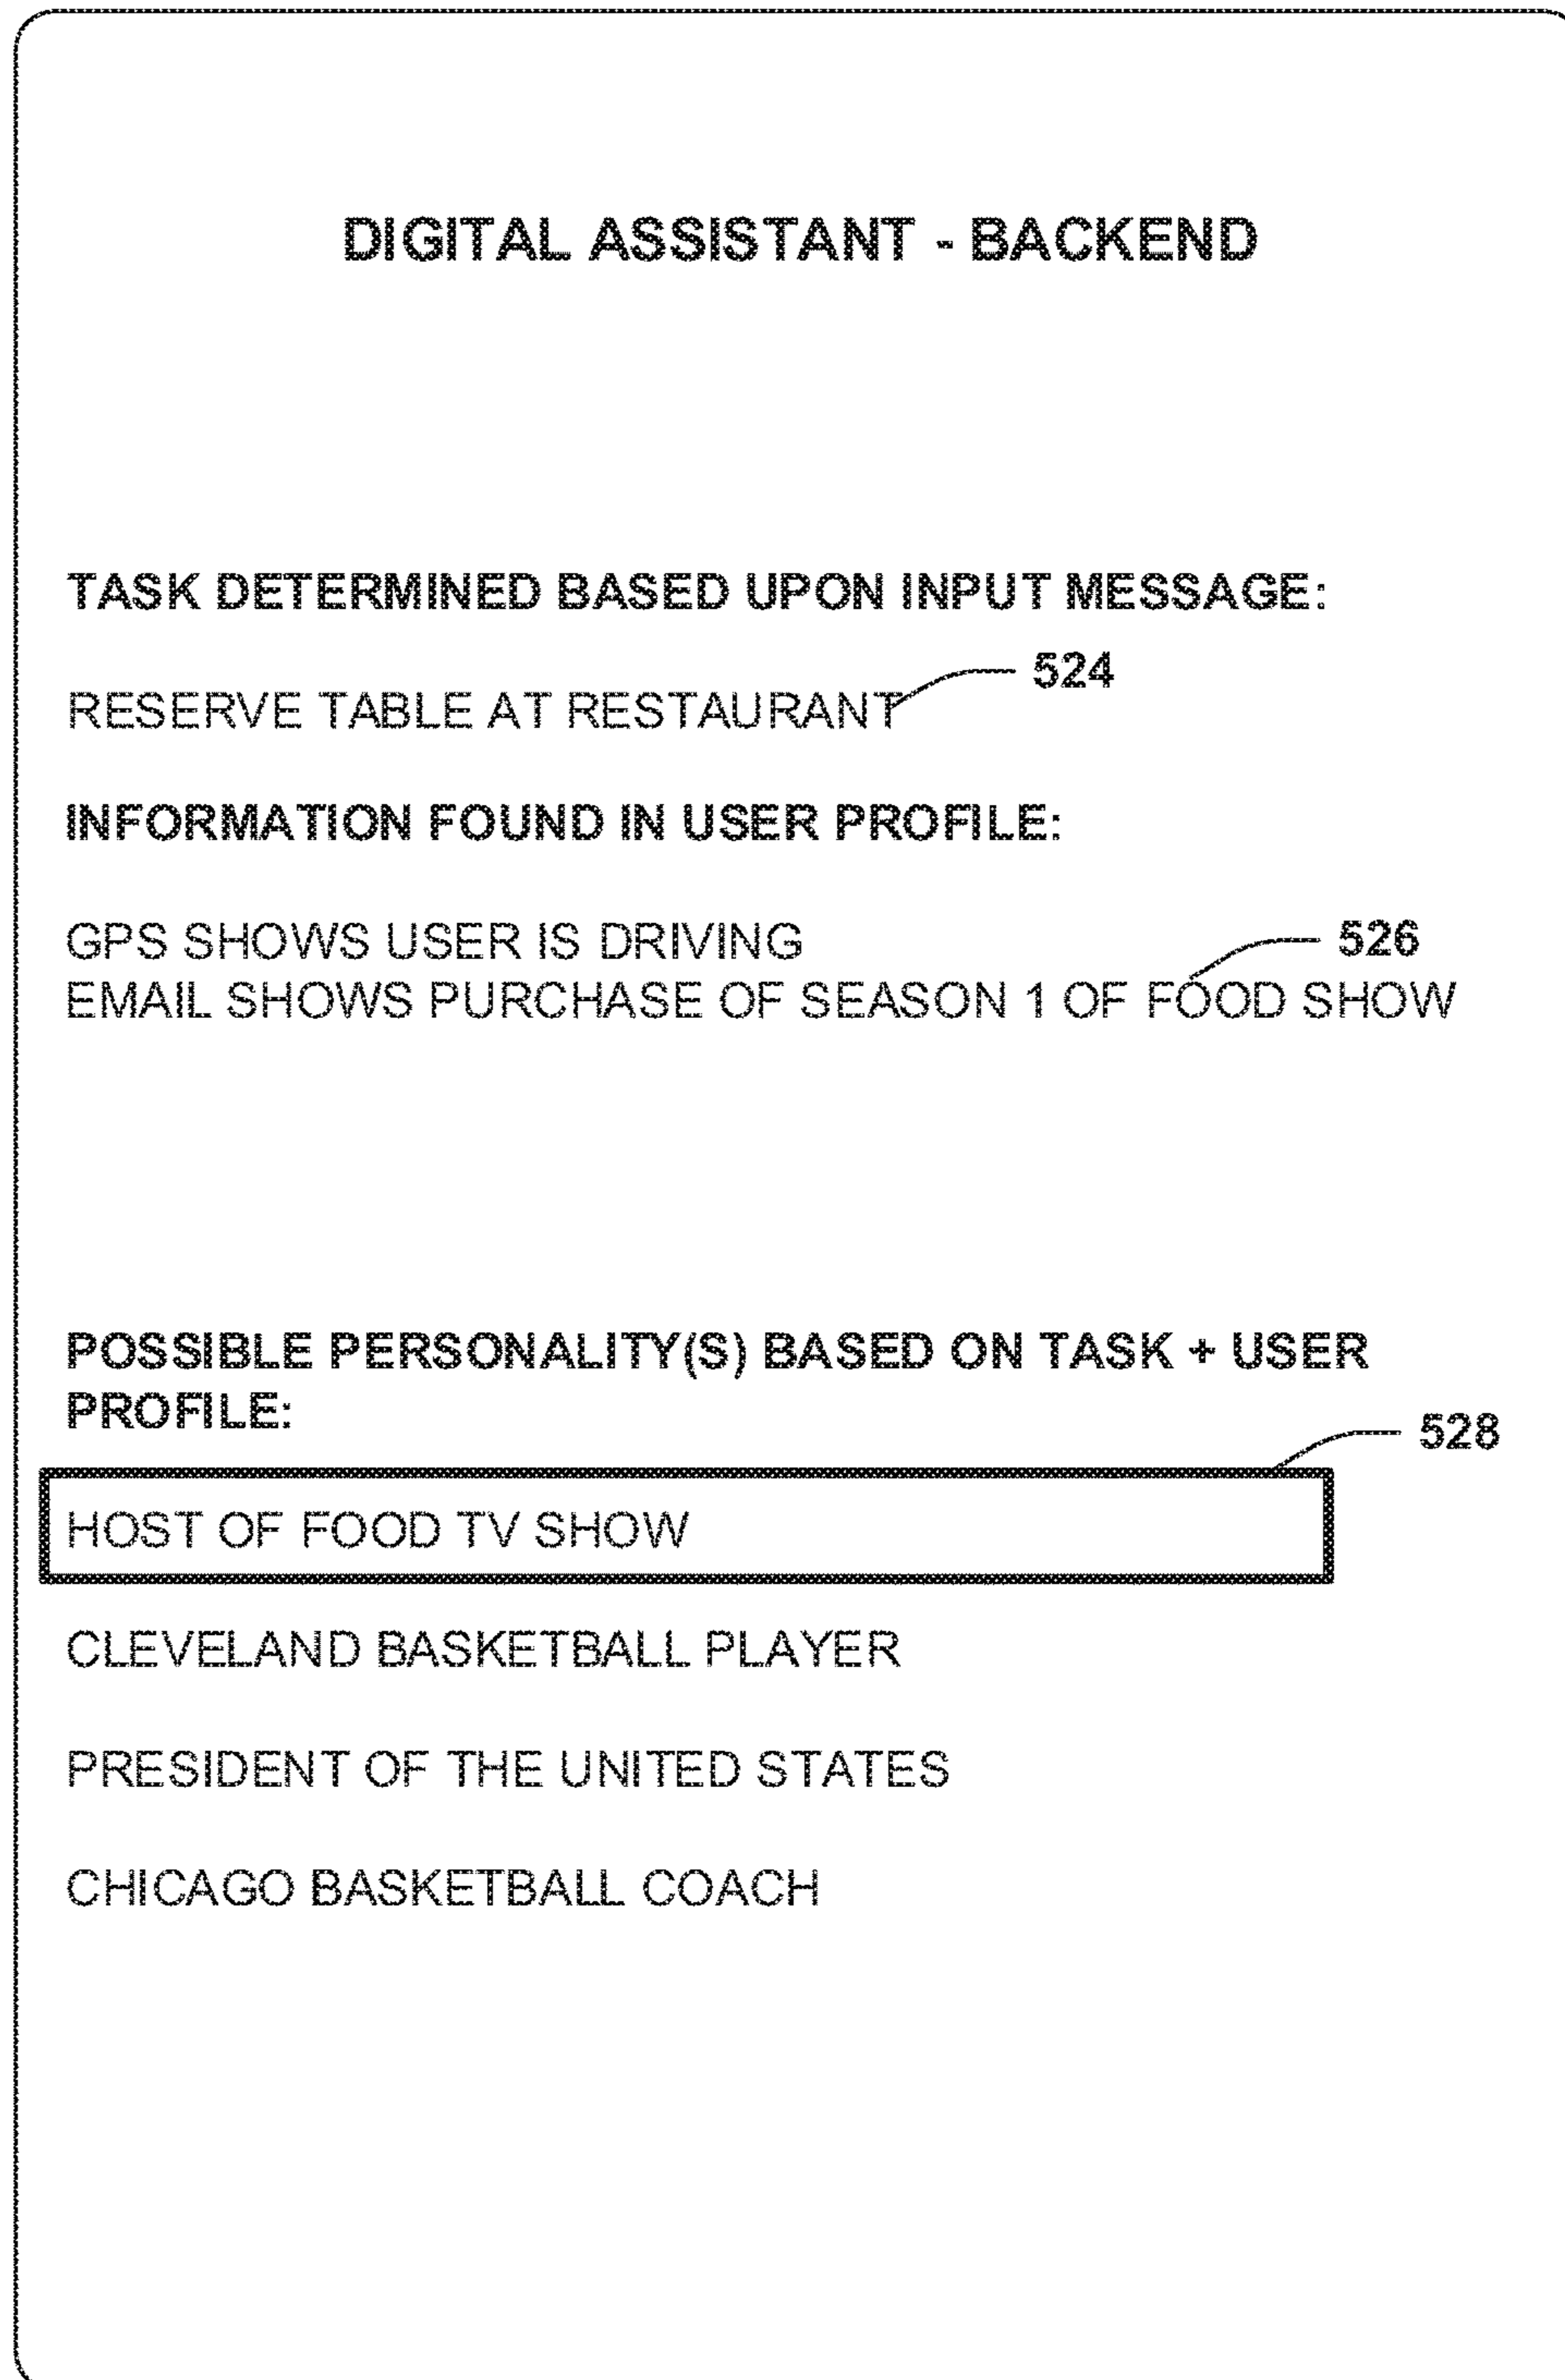 DIGITAL ASSISTANT - BACKEND
TASK DETERMINED BASED UPON INPUT MESSAGE:
524
RESERVE TABLE AT RESTAURANT
INFORMATION FOUND IN USER PROFILE:
GPS SHOWS USER IS DRIVING
526
EMAIL SHOWS PURCHASE OF SEASON 1 OF FOOD SHOW
POSSIBLE PERSONALITY(S) BASED ON TASK + USER
PROFILE:
528
HOST OF FOOD TV SHOW
CLEVELAND BASKETBALL PLAYER
PRESIDENT OF THE UNITED STATES
CHICAGO BASKETBALL COACH